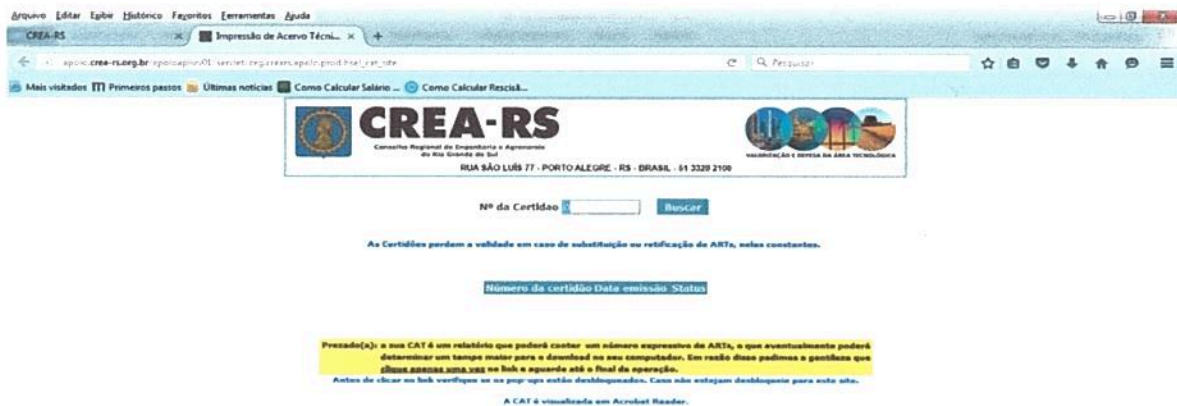 Arquivo Editar Exibir Histórico Favoritos Ferramentas Ajuda
CREA-RS × Impressão de Acervo Técni... × +
Pesquisar
Mais visitados Primeiros passos Últimas notícias Como Calcular Salário ... Como Calcular Rescisã...
CREA-RS
Conselho Regional de Engenharia e Agronomia
do Rio Grande do Sul
VALORIZAÇÃO E DEFESA DA ÁREA TECNOLÓGICA
RUA SÃO LUÍS 77 - PORTO ALEGRE - RS - BRASIL - 51 3320 2100
Nº da Certidao 0 Buscar
As Certidões perdem a validade em caso de substituição ou retificação de ARTs, nelas constantes.
Número da certidão Data emissão Status
Prezado(a): a sua CAT é um relatório que poderá conter um número expressivo de ARTs, o que eventualmente poderá
determinar um tempo maior para o download no seu computador. Em razão disso pedimos a gentileza que
clique apenas uma vez no link e aguarde até o final da operação.
Antes de clicar no link verifique se os pop-ups estão desbloqueados. Caso não estejam desbloqueie para este site.
A CAT é visualizada em Acrobat Reader.